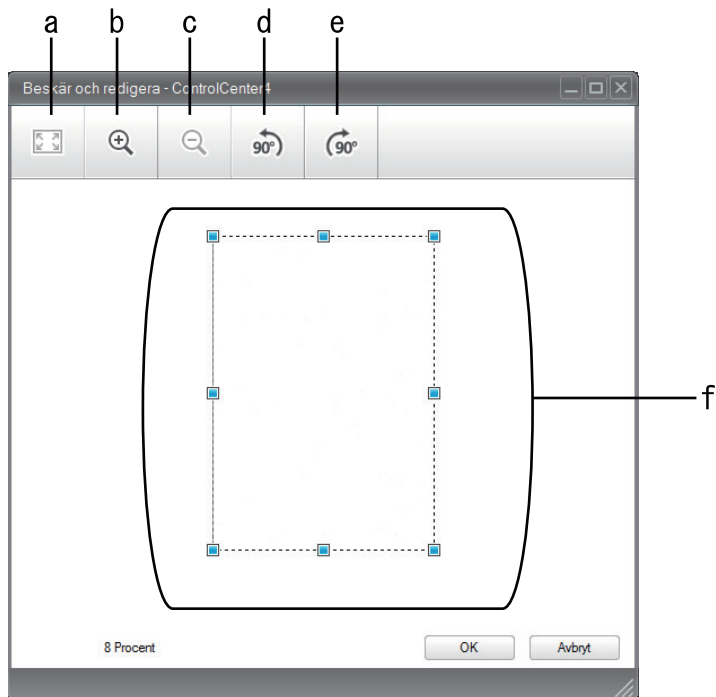 a b c d e
Beskär och redigera - ControlCenter4
90° 90°
f
8 Procent OK Avbryt